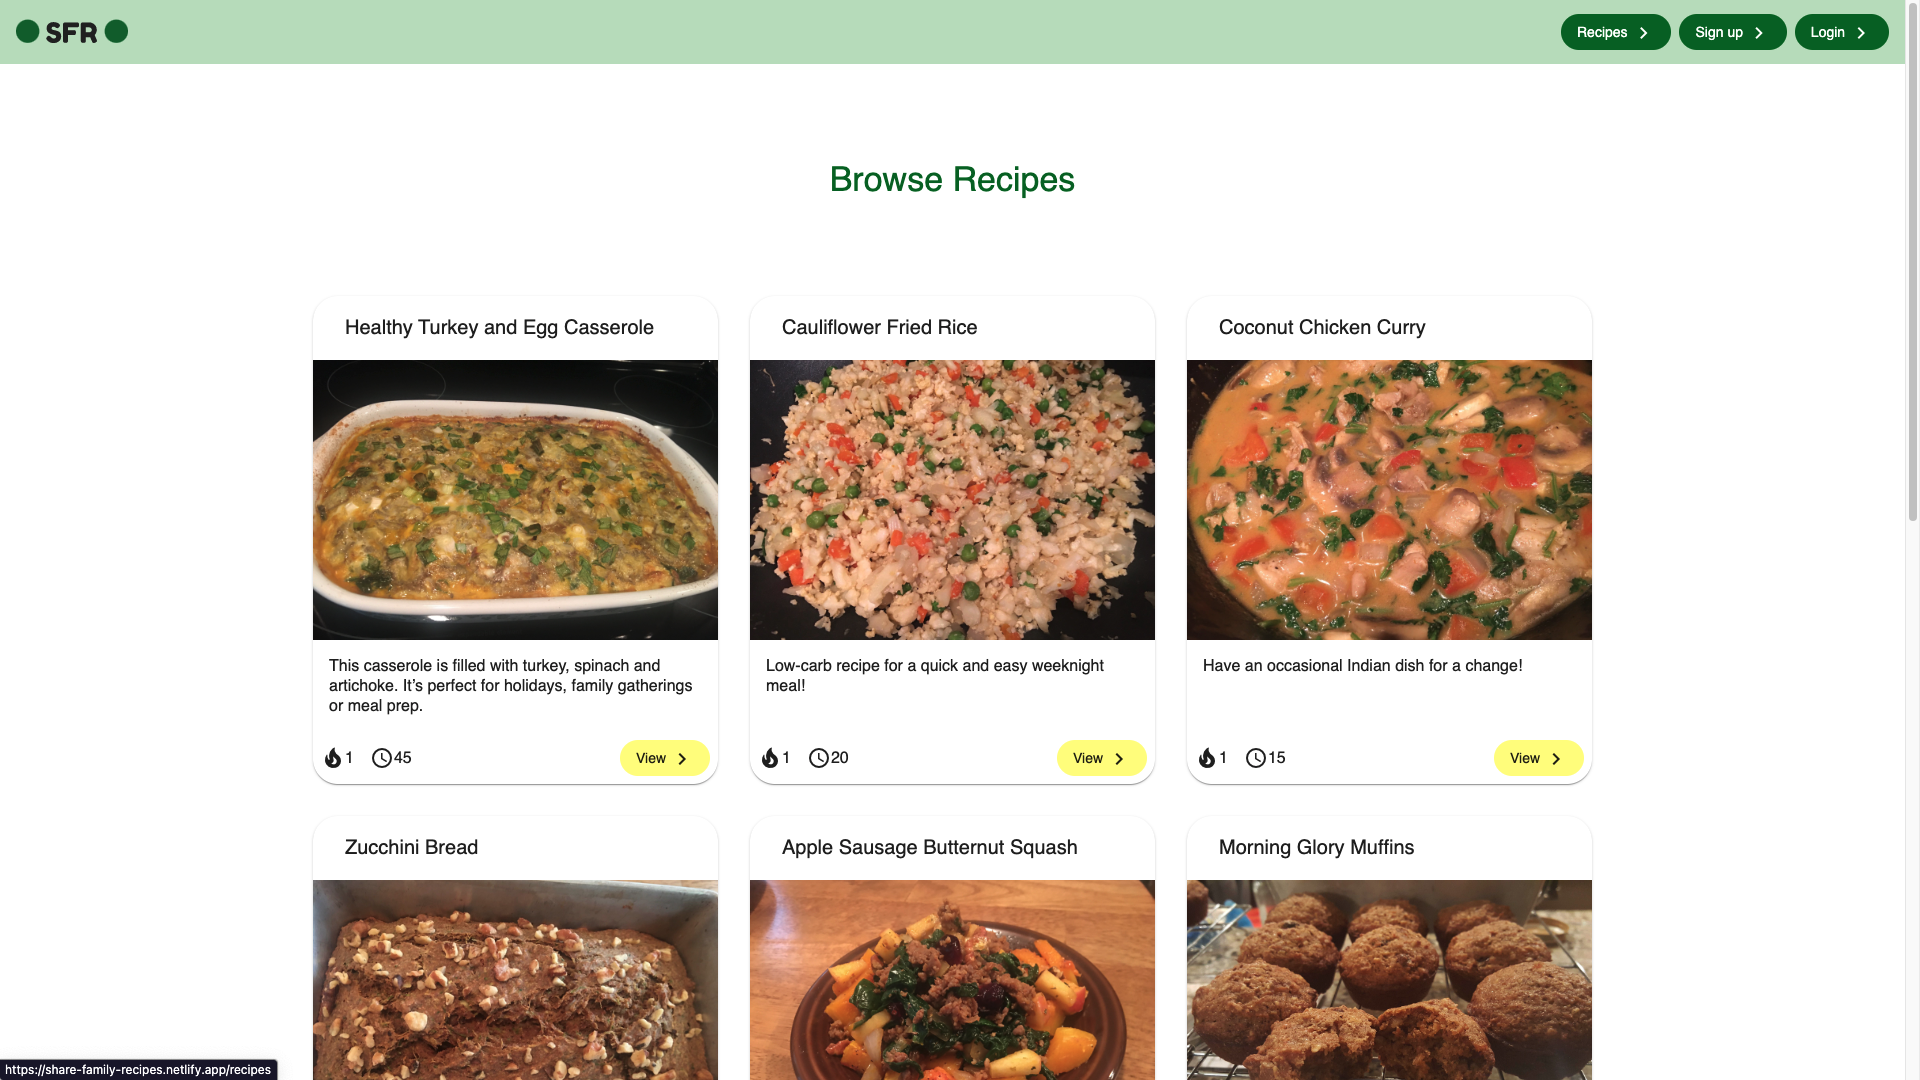 SFR
Recipes
Sign up
Login
Browse Recipes
Healthy Turkey and Egg Casserole
Cauliflower Fried Rice
Coconut Chicken Curry
This casserole is filled with turkey, spinach and
artichoke. It’s perfect for holidays, family gatherings
or meal prep.
Low-carb recipe for a quick and easy weeknight
meal!
Have an occasional Indian dish for a change!
1
45
View
1
20
View
1
15
View
Zucchini Bread
Apple Sausage Butternut Squash
Morning Glory Muffins
https://share-family-recipes.netlify.app/recipes